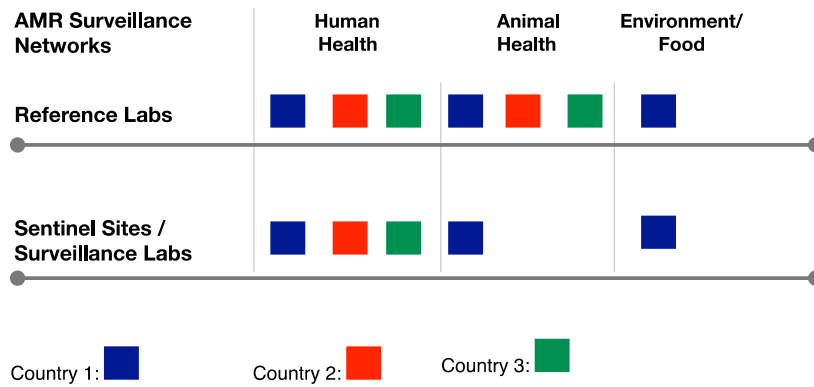 AMR Surveillance
Networks
Human
Health
Animal
Health
Environment/
Food
Reference Labs
Sentinel Sites /
Surveillance Labs
Country 1:
Country 2:
Country 3: